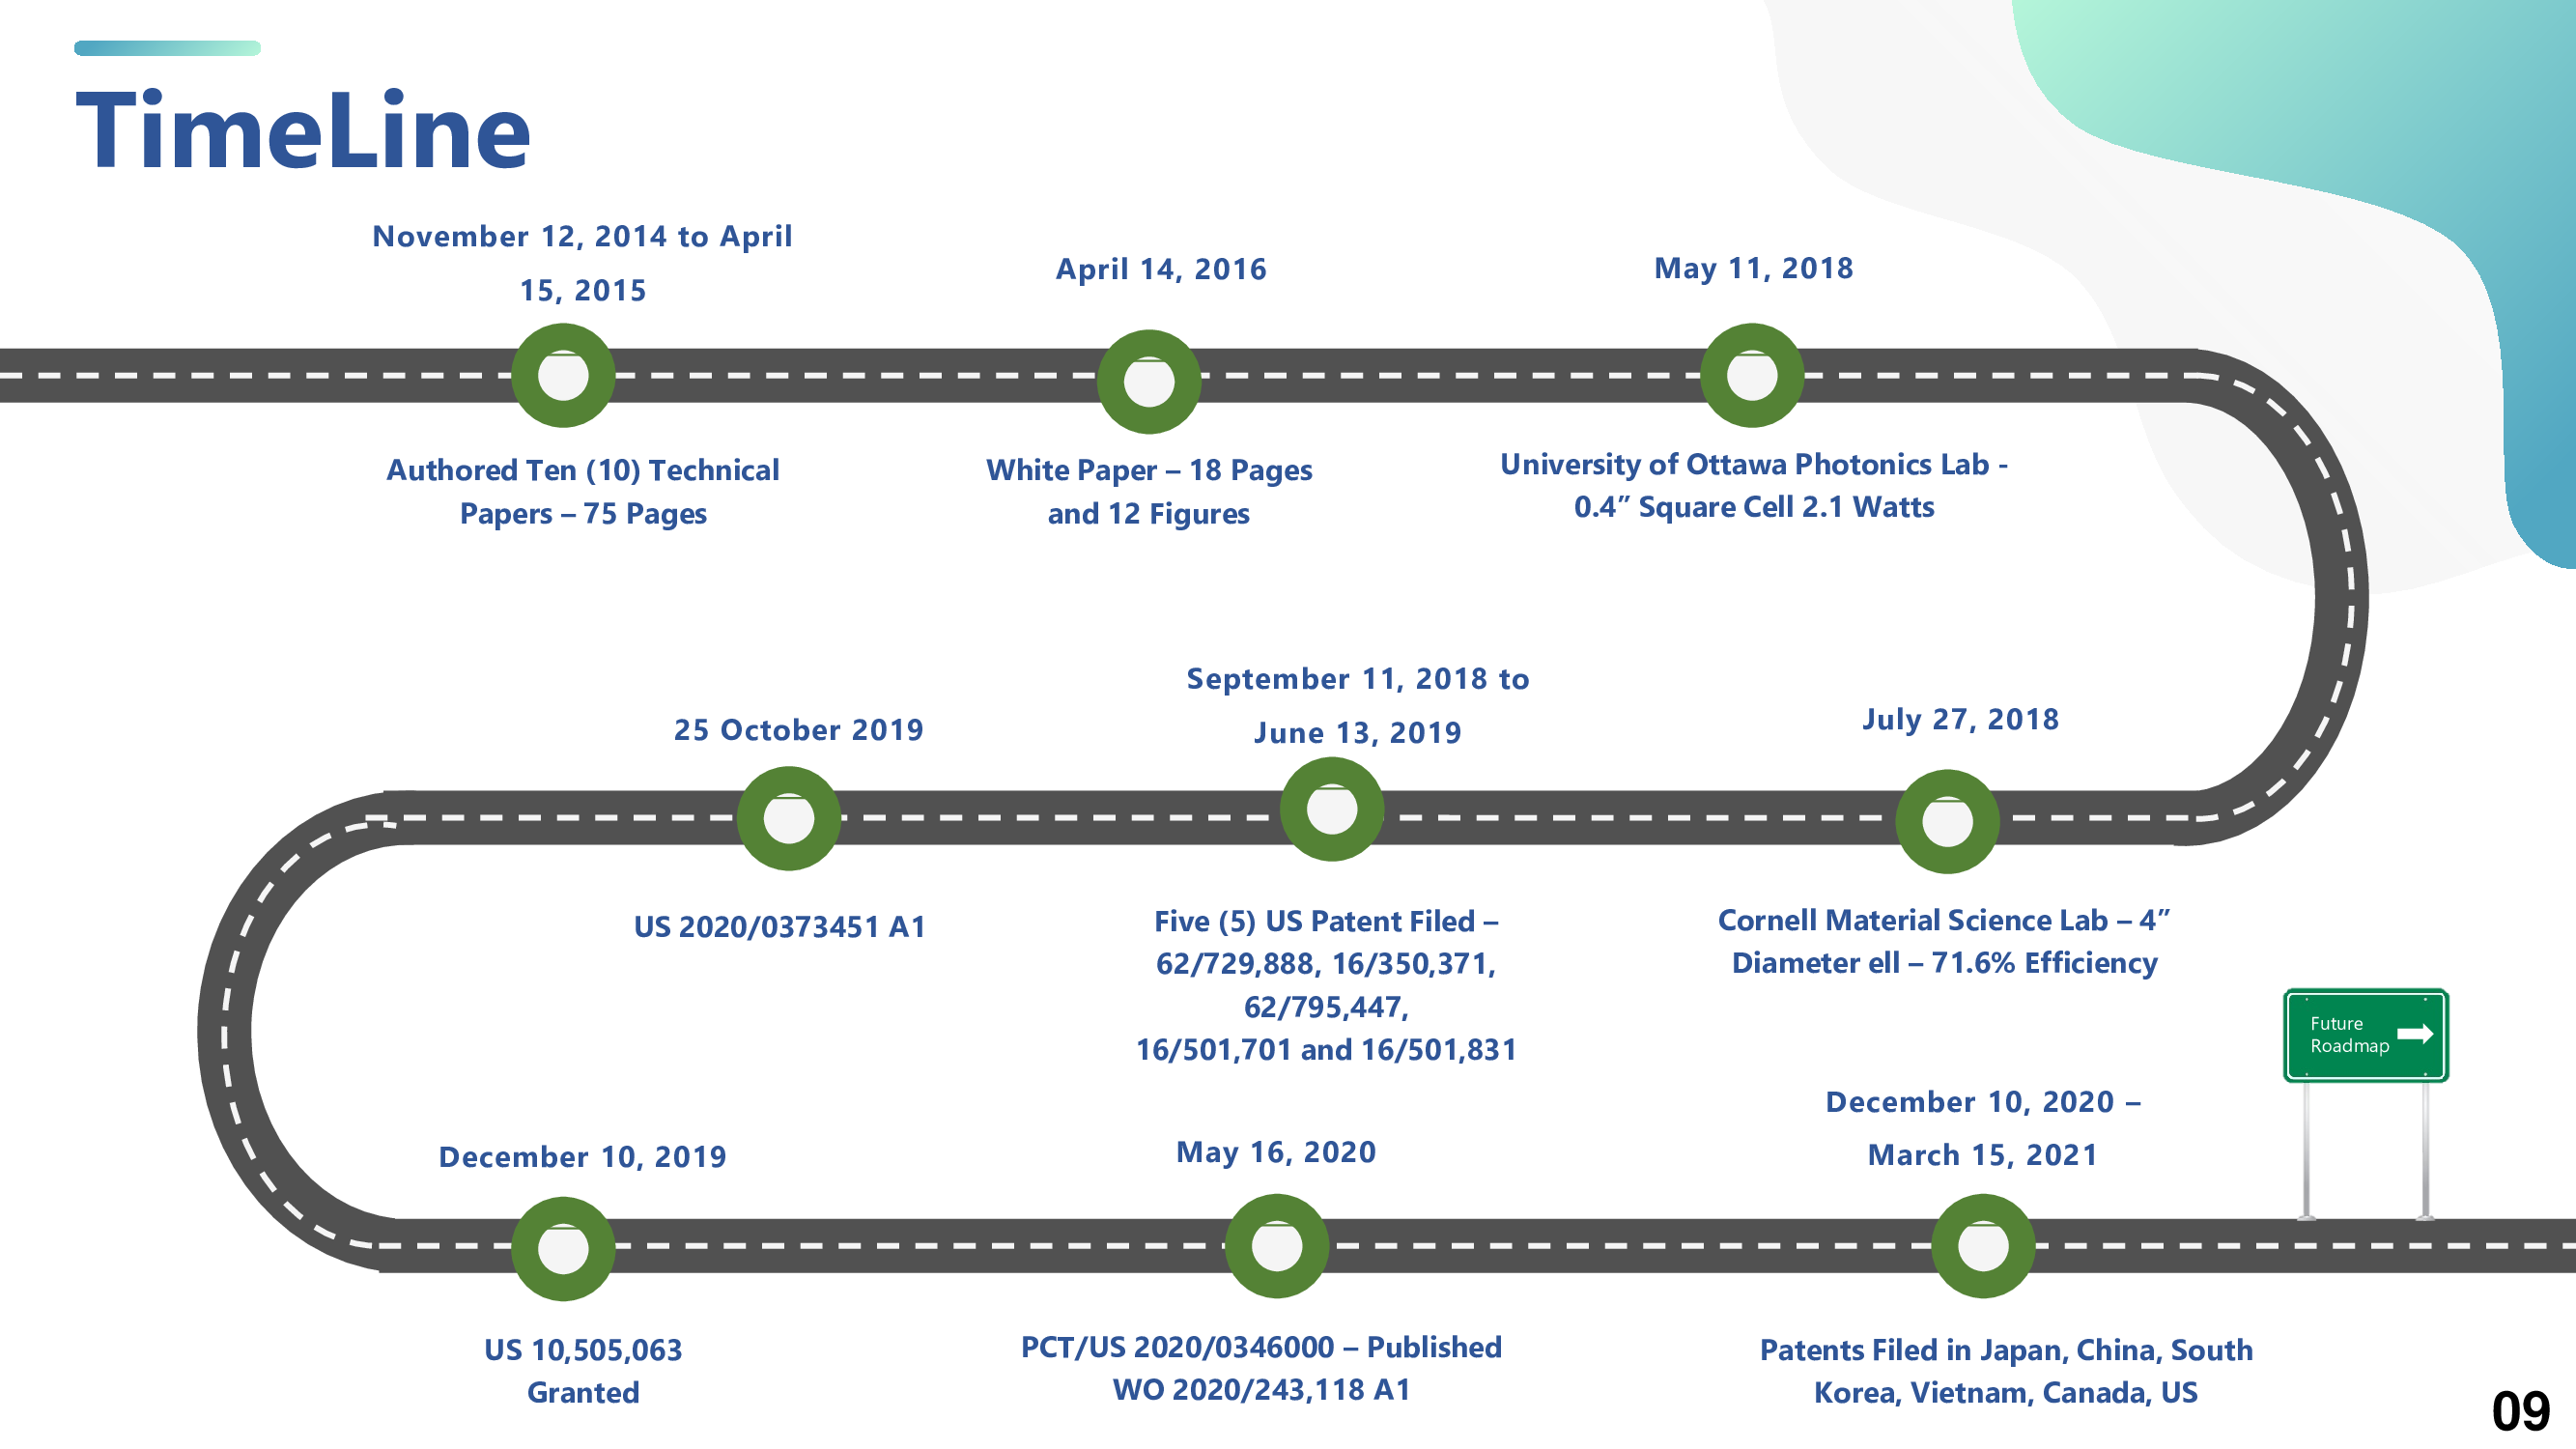 TimeLine
November 12, 2014 to April
15, 2015
April 14, 2016
May 11, 2018
Authored Ten (10) Technical
Papers – 75 Pages
White Paper – 18 Pages
and 12 Figures
University of Ottawa Photonics Lab -
0.4” Square Cell 2.1 Watts
25 October 2019
September 11, 2018 to
June 13, 2019
July 27, 2018
US 2020/0373451 A1
Five (5) US Patent Filed –
62/729,888, 16/350,371,
62/795,447,
16/501,701 and 16/501,831
Cornell Material Science Lab – 4”
Diameter ell – 71.6% Efficiency
Future
Roadmap
December 10, 2019
May 16, 2020
December 10, 2020 –
March 15, 2021
US 10,505,063
Granted
PCT/US 2020/0346000 – Published
WO 2020/243,118 A1
Patents Filed in Japan, China, South
Korea, Vietnam, Canada, US
09